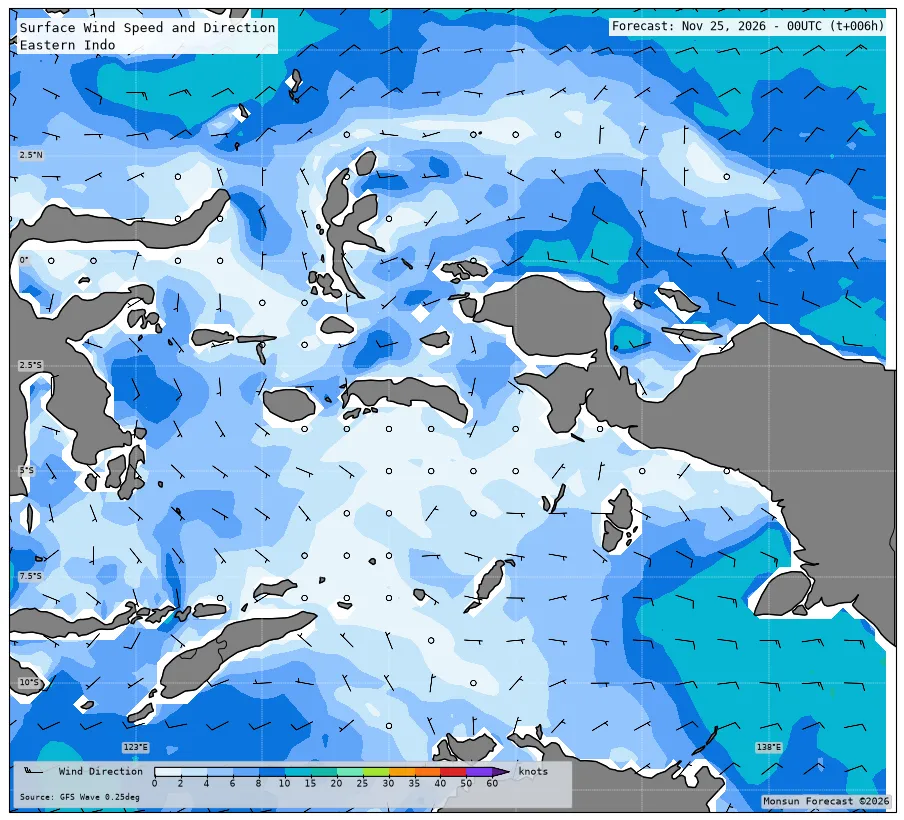 Surface Wind Speed and Direction
Eastern Indo
Forecast: Nov 25, 2026 - 00UTC (t+006h)
2.5°N
0°
2.5°S
5°S
7.5°S
10°S
123°E
138°E
Wind Direction
knots
0 2 4 6 8 10 15 20 25 30 35 40 50 60
Source: GFS Wave 0.25deg
Monsun Forecast ©2026